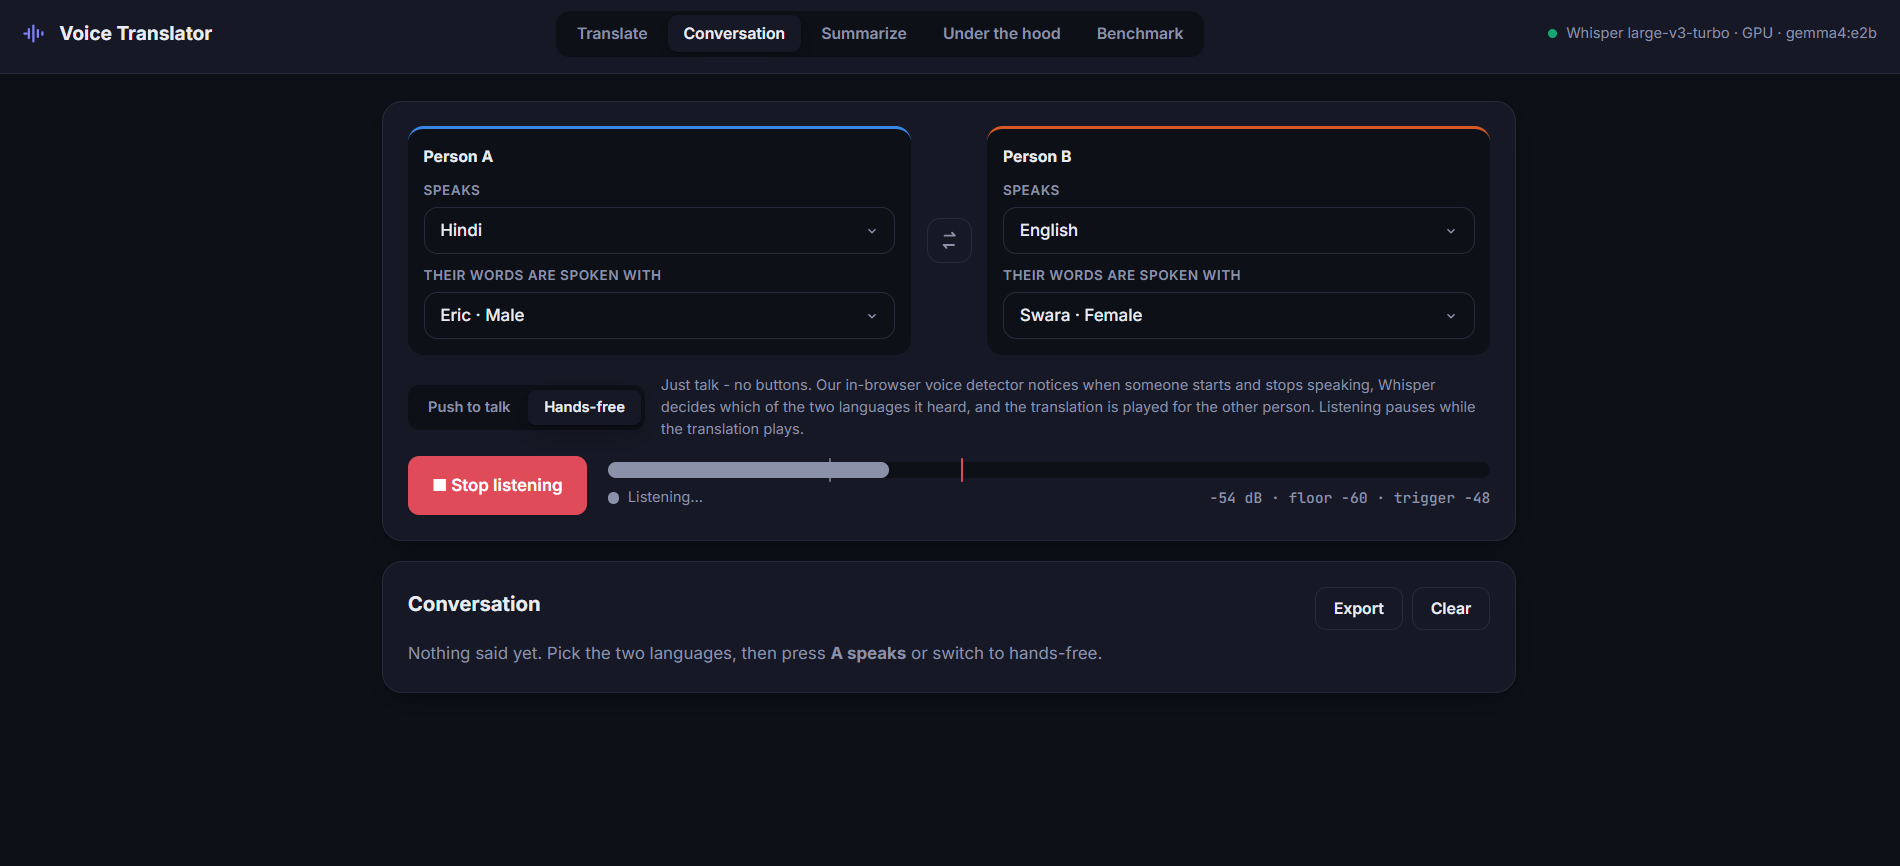 Voice Translator
Translate
Conversation
Summarize
Under the hood
Benchmark
Whisper large-v3-turbo · GPU · gemma4:e2b
Person A
SPEAKS
Hindi
THEIR WORDS ARE SPOKEN WITH
Eric · Male
Person B
SPEAKS
English
THEIR WORDS ARE SPOKEN WITH
Swara · Female
Push to talk
Hands-free
Just talk - no buttons. Our in-browser voice detector notices when someone starts and stops speaking, Whisper
decides which of the two languages it heard, and the translation is played for the other person. Listening pauses while
the translation plays.
Stop listening
Listening...
-54 dB · floor -60 · trigger -48
Conversation
Export
Clear
Nothing said yet. Pick the two languages, then press A speaks or switch to hands-free.